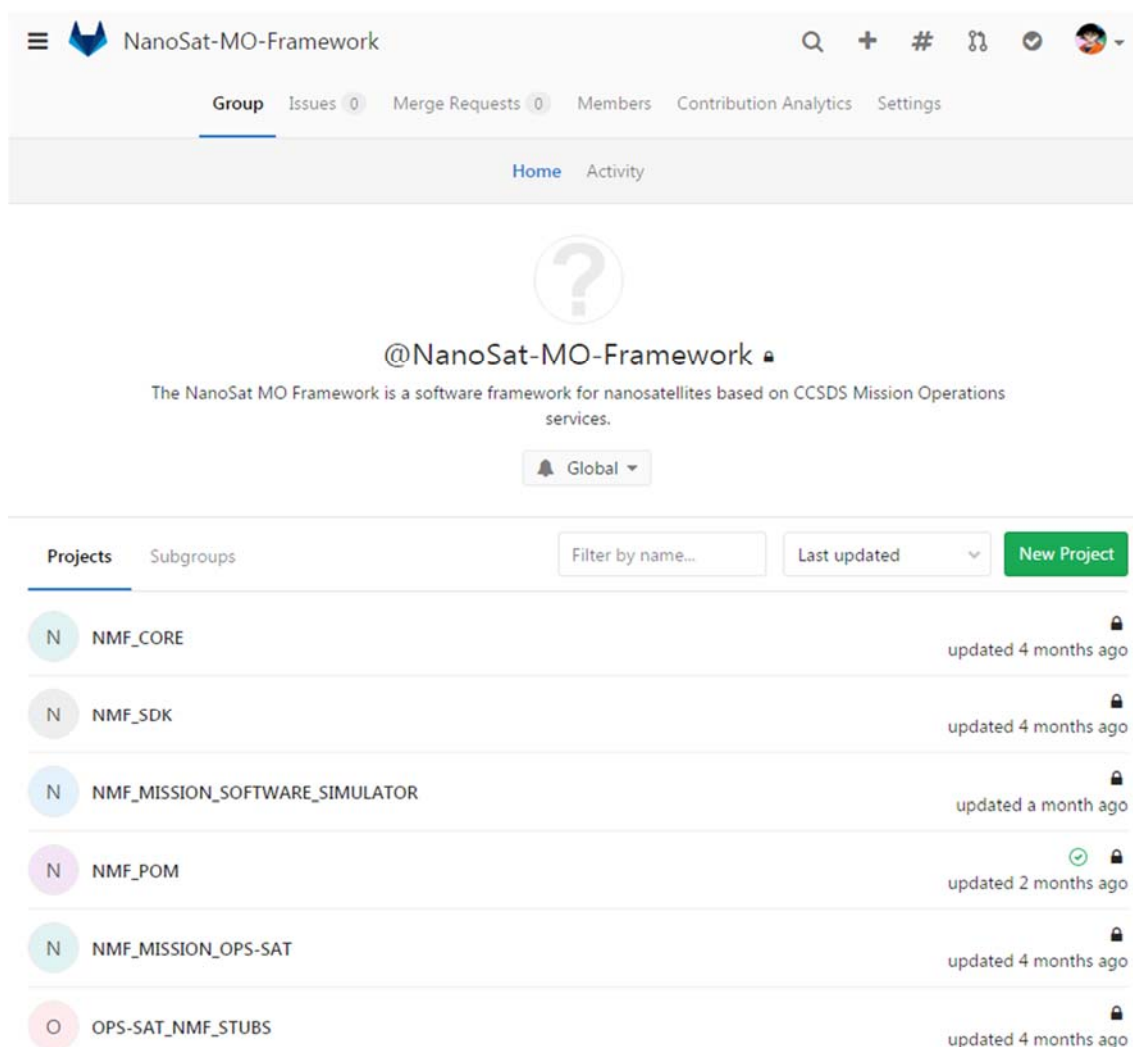 NanoSat-MO-Framework
Group Issues 0 Merge Requests 0 Members Contribution Analytics Settings
Home Activity
?
@NanoSat-MO-Framework
The NanoSat MO Framework is a software framework for nanosatellites based on CCSDS Mission Operations
services.
Global
Projects Subgroups Filter by name... Last updated New Project
N NMF_CORE
updated 4 months ago
N NMF_SDK
updated 4 months ago
N NMF_MISSION_SOFTWARE_SIMULATOR
updated a month ago
N NMF_POM
updated 2 months ago
N NMF_MISSION_OPS-SAT
updated 4 months ago
O OPS-SAT_NMF_STUBS
updated 4 months ago